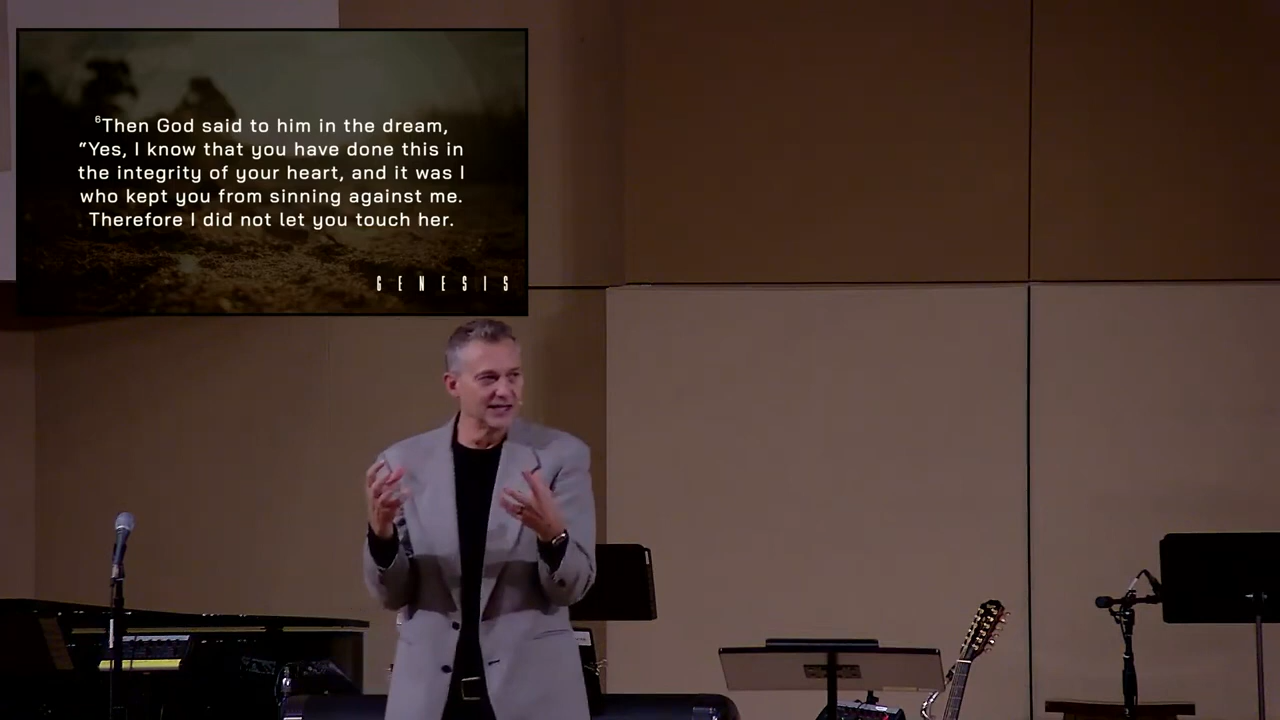 ⁶Then God said to him in the dream,
“Yes, I know that you have done this in
the integrity of your heart, and it was I
who kept you from sinning against me.
Therefore I did not let you touch her.
GENESIS